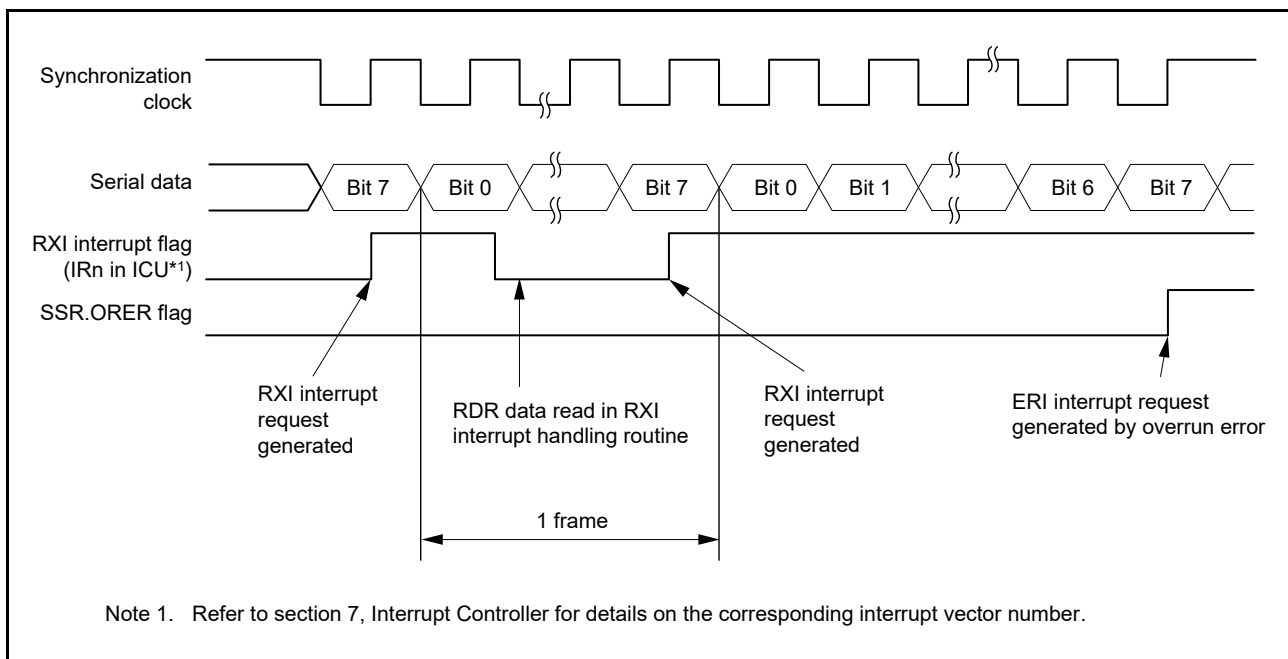 Synchronization
clock
Serial data
Bit 7
Bit 0
Bit 7
Bit 0
Bit 1
Bit 6
Bit 7
RXI interrupt flag
(IRn in ICU*1)
SSR.ORER flag
RXI interrupt
request
generated
RDR data read in RXI
interrupt handling routine
RXI interrupt
request
generated
ERI interrupt request
generated by overrun error
1 frame
Note 1. Refer to section 7, Interrupt Controller for details on the corresponding interrupt vector number.